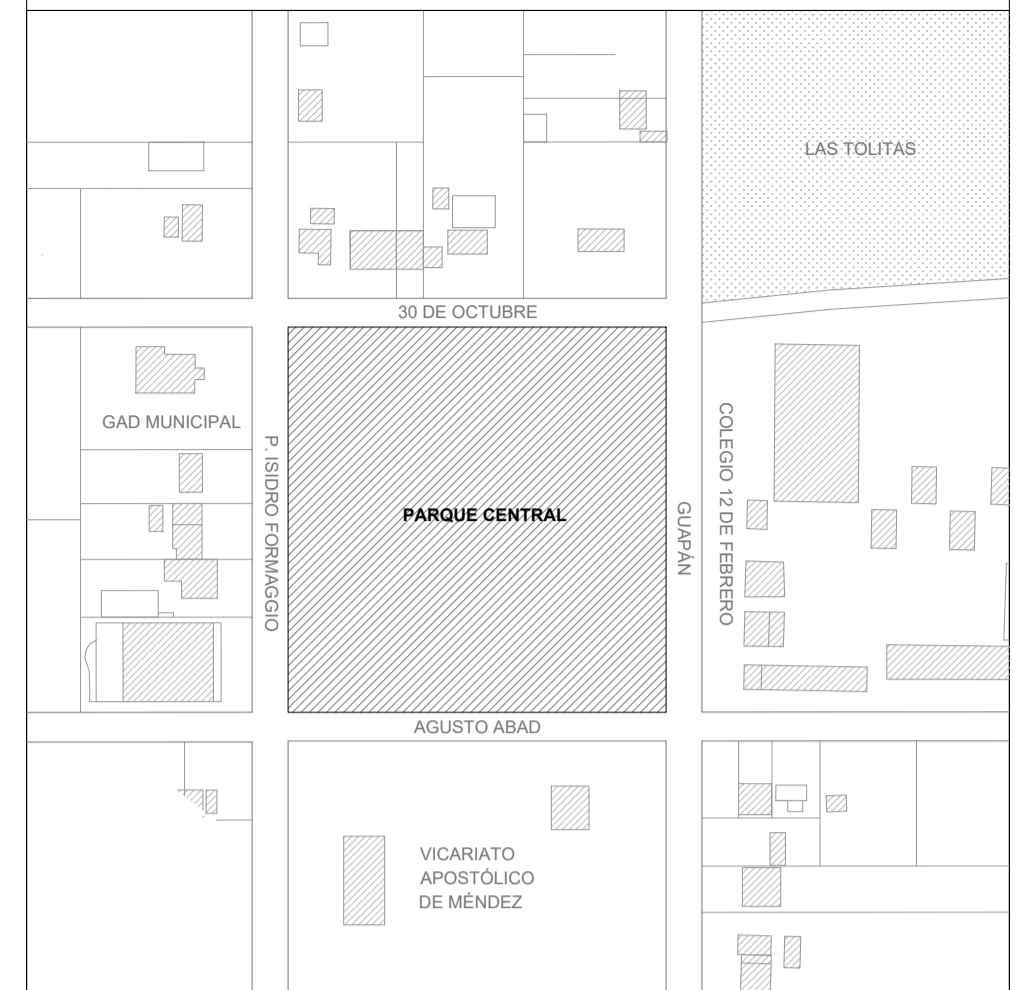 LAS TOLITAS
30 DE OCTUBRE
GAD MUNICIPAL
P. ISIDRO FORMAGGIO
PARQUE CENTRAL
GUAPÁN
COLEGIO 12 DE FEBRERO
AGUSTO ABAD
VICARIATO
APOSTÓLICO
DE MÉNDEZ